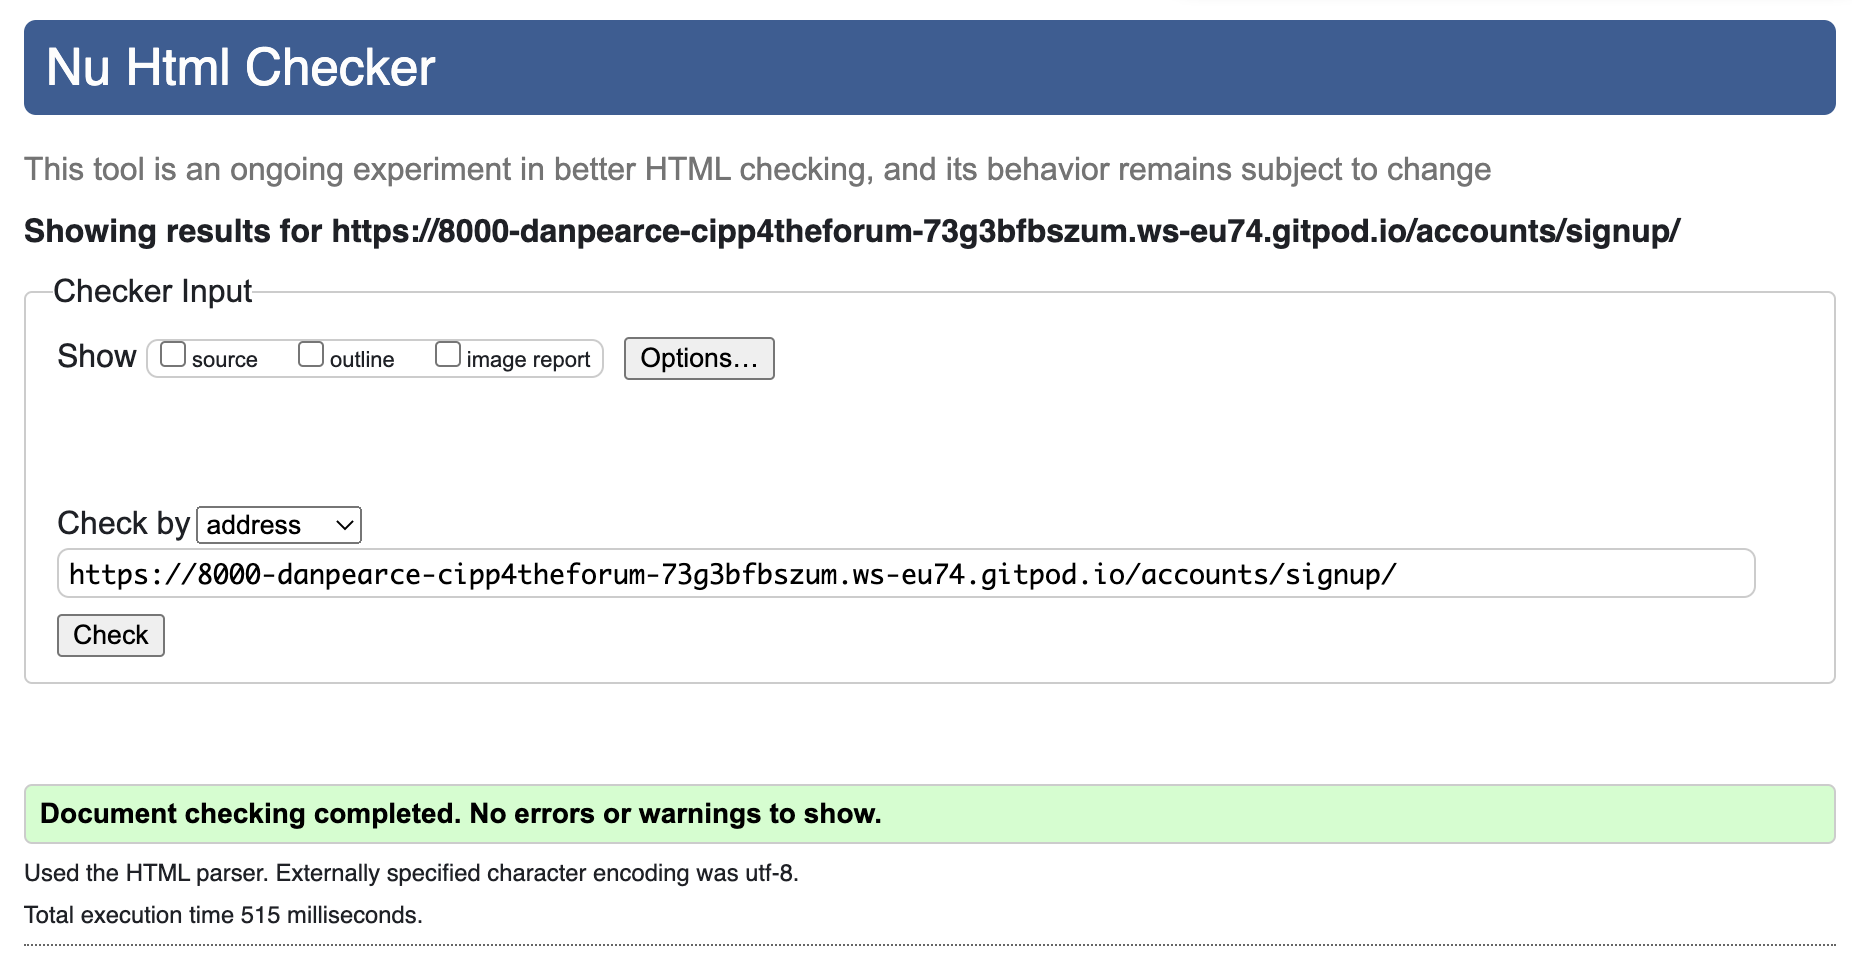 Nu Html Checker
This tool is an ongoing experiment in better HTML checking, and its behavior remains subject to change
Showing results for https://8000-danpearce-cipp4theforum-73g3bfbszum.ws-eu74.gitpod.io/accounts/signup/
Checker Input
Show source outline image report Options...
Check by address
https://8000-danpearce-cipp4theforum-73g3bfbszum.ws-eu74.gitpod.io/accounts/signup/
Check
Document checking completed. No errors or warnings to show.
Used the HTML parser. Externally specified character encoding was utf-8.
Total execution time 515 milliseconds.